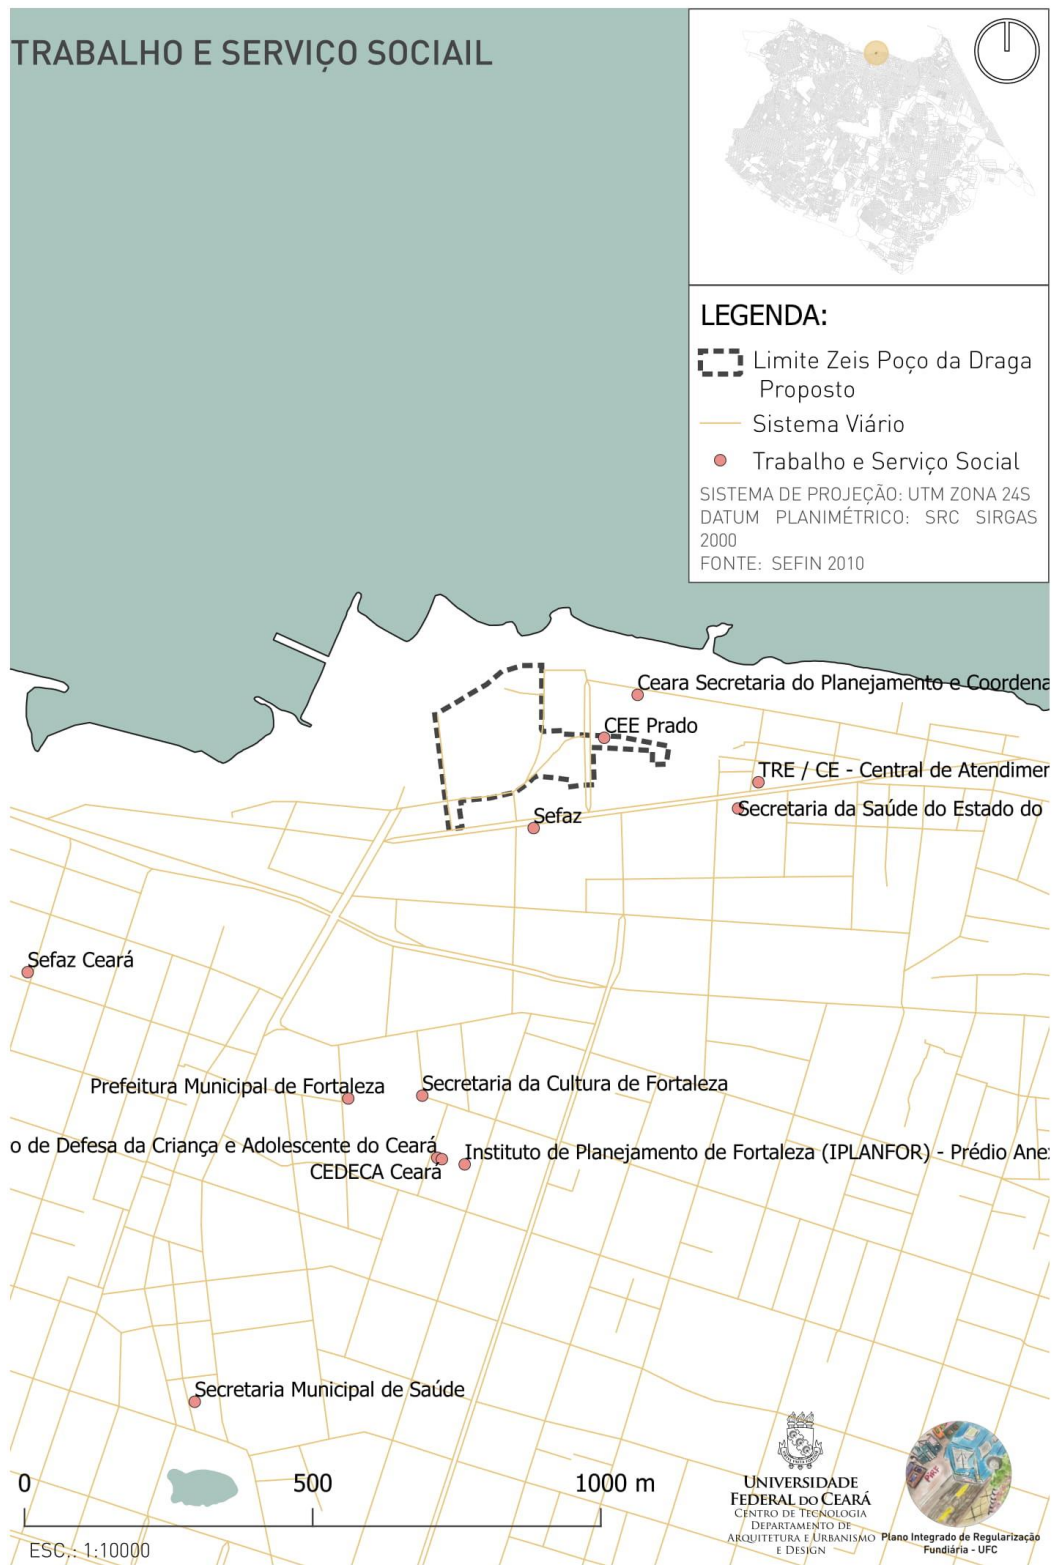 TRABALHO E SERVIÇO SOCIAIL
LEGENDA:
Limite Zeis Poço da Draga
Proposto
Sistema Viário
Trabalho e Serviço Social
SISTEMA DE PROJEÇÃO: UTM ZONA 24S
DATUM PLANIMÉTRICO: SRC SIRGAS
2000
FONTE: SEFIN 2010
Ceara Secretaria do Planejamento e Coordena
CEE Prado
TRE / CE - Central de Atendimen
Secretaria da Saúde do Estado do
Sefaz
Sefaz Ceará
Prefeitura Municipal de Fortaleza
Secretaria da Cultura de Fortaleza
o de Defesa da Criança e Adolescente do Ceará
Instituto de Planejamento de Fortaleza (IPLANFOR) - Prédio Ane
CEDECA Ceará
Secretaria Municipal de Saúde
0 500 1000 m
ESC.: 1:10000
UNIVERSIDADE
FEDERAL DO CEARÁ
CENTRO DE TECNOLOGIA
DEPARTAMENTO DE
ARQUITETURA E URBANISMO
E DESIGN
Plano Integrado de Regularização
Fundiária - UFC